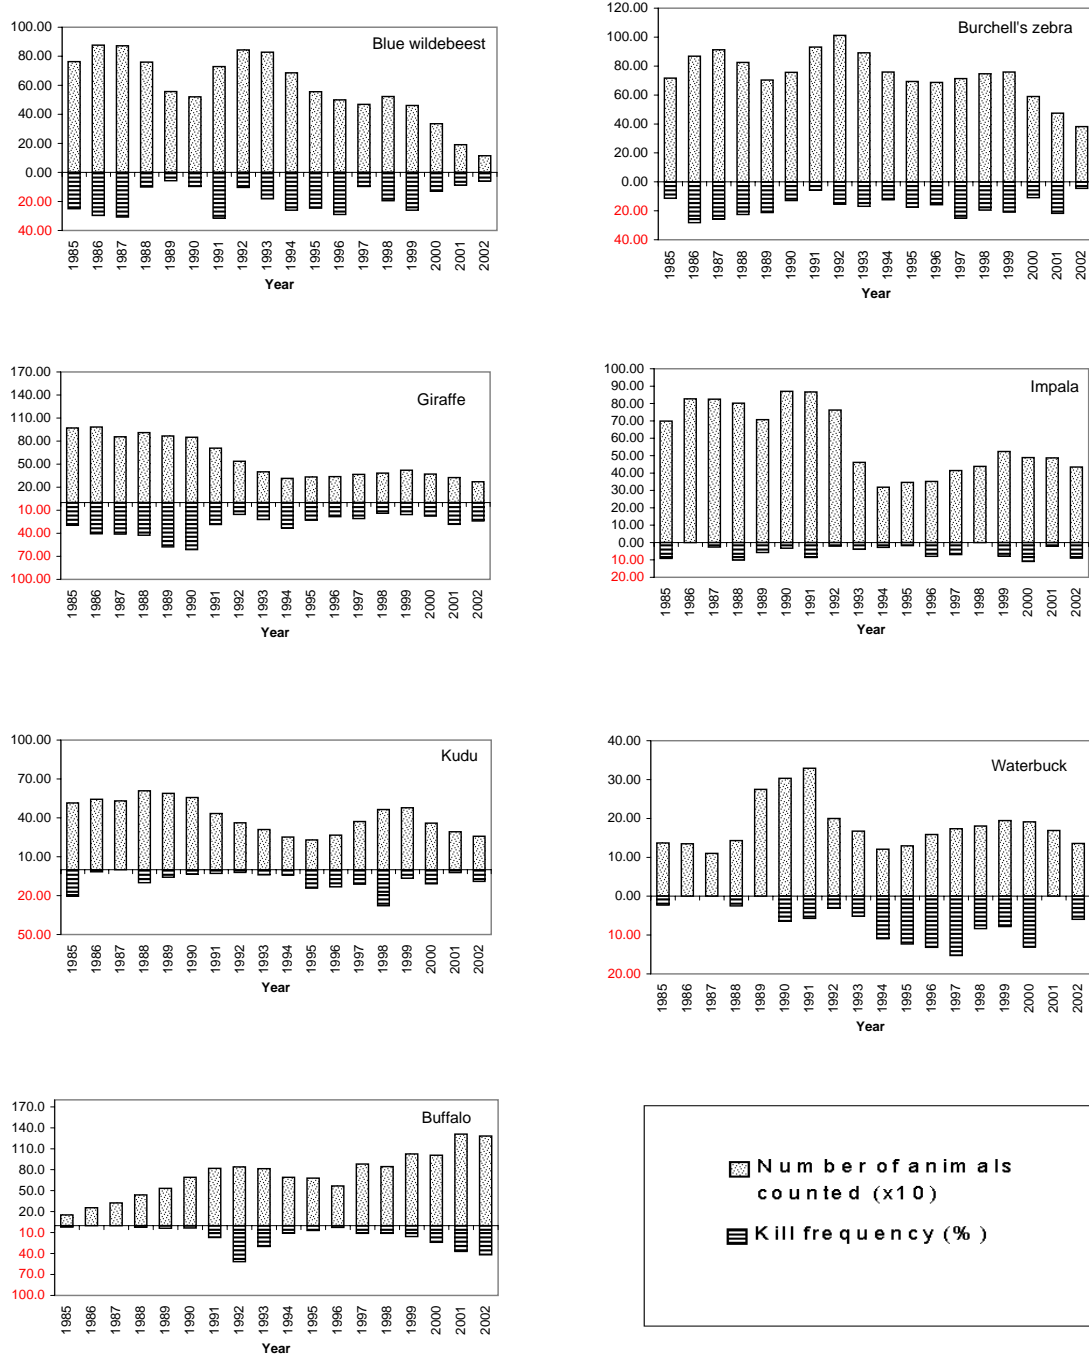 Blue wildebeest
100.00
80.00
60.00
40.00
20.00
0.00
20.00
40.00
1985 1986 1987 1988 1989 1990 1991 1992 1993 1994 1995 1996 1997 1998 1999 2000 2001 2002
Year
Burchell's zebra
120.00
100.00
80.00
60.00
40.00
20.00
0.00
20.00
40.00
1985 1986 1987 1988 1989 1990 1991 1992 1993 1994 1995 1996 1997 1998 1999 2000 2001 2002
Year
Giraffe
170.00
140.00
110.00
80.00
50.00
20.00
10.00
40.00
70.00
100.00
1985 1986 1987 1988 1989 1990 1991 1992 1993 1994 1995 1996 1997 1998 1999 2000 2001 2002
Year
Impala
100.00
90.00
80.00
70.00
60.00
50.00
40.00
30.00
20.00
10.00
0.00
10.00
20.00
1985 1986 1987 1988 1989 1990 1991 1992 1993 1994 1995 1996 1997 1998 1999 2000 2001 2002
Year
Kudu
100.00
70.00
40.00
10.00
20.00
50.00
1985 1986 1987 1988 1989 1990 1991 1992 1993 1994 1995 1996 1997 1998 1999 2000 2001 2002
Year
Waterbuck
40.00
30.00
20.00
10.00
0.00
10.00
20.00
1985 1986 1987 1988 1989 1990 1991 1992 1993 1994 1995 1996 1997 1998 1999 2000 2001 2002
Year
Buffalo
170.0
140.0
110.0
80.0
50.0
20.0
10.0
40.0
70.0
100.0
1985 1986 1987 1988 1989 1990 1991 1992 1993 1994 1995 1996 1997 1998 1999 2000 2001 2002
Year
Number of animals
counted (x10)
Kill frequency (%)